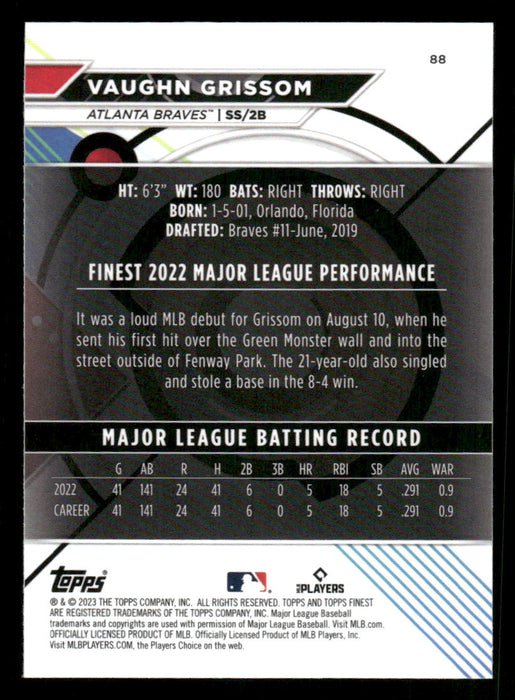 88
VAUGHN GRISSOM
ATLANTA BRAVES™ | SS/2B
HT: 6'3" WT: 180 BATS: RIGHT THROWS: RIGHT
BORN: 1-5-01, Orlando, Florida
DRAFTED: Braves #11-June, 2019
FINEST 2022 MAJOR LEAGUE PERFORMANCE
It was a loud MLB debut for Grissom on August 10, when he
sent his first hit over the Green Monster wall and into the
street outside of Fenway Park. The 21-year-old also singled
and stole a base in the 8-4 win.
MAJOR LEAGUE BATTING RECORD
G AB R H 2B 3B HR RBI SB AVG WAR
2022 41 141 24 41 6 0 5 18 5 .291 0.9
CAREER 41 141 24 41 6 0 5 18 5 .291 0.9
topps
MLB PLAYERS
® & © 2023 THE TOPPS COMPANY, INC. ALL RIGHTS RESERVED. TOPPS AND TOPPS FINEST
ARE REGISTERED TRADEMARKS OF THE TOPPS COMPANY, INC. Major League Baseball
trademarks and copyrights are used with permission of Major League Baseball. Visit MLB.com.
OFFICIALLY LICENSED PRODUCT OF MLB. Officially Licensed Product of MLB Players, Inc.
Visit MLBPLAYERS.COM, the Players Choice on the web.